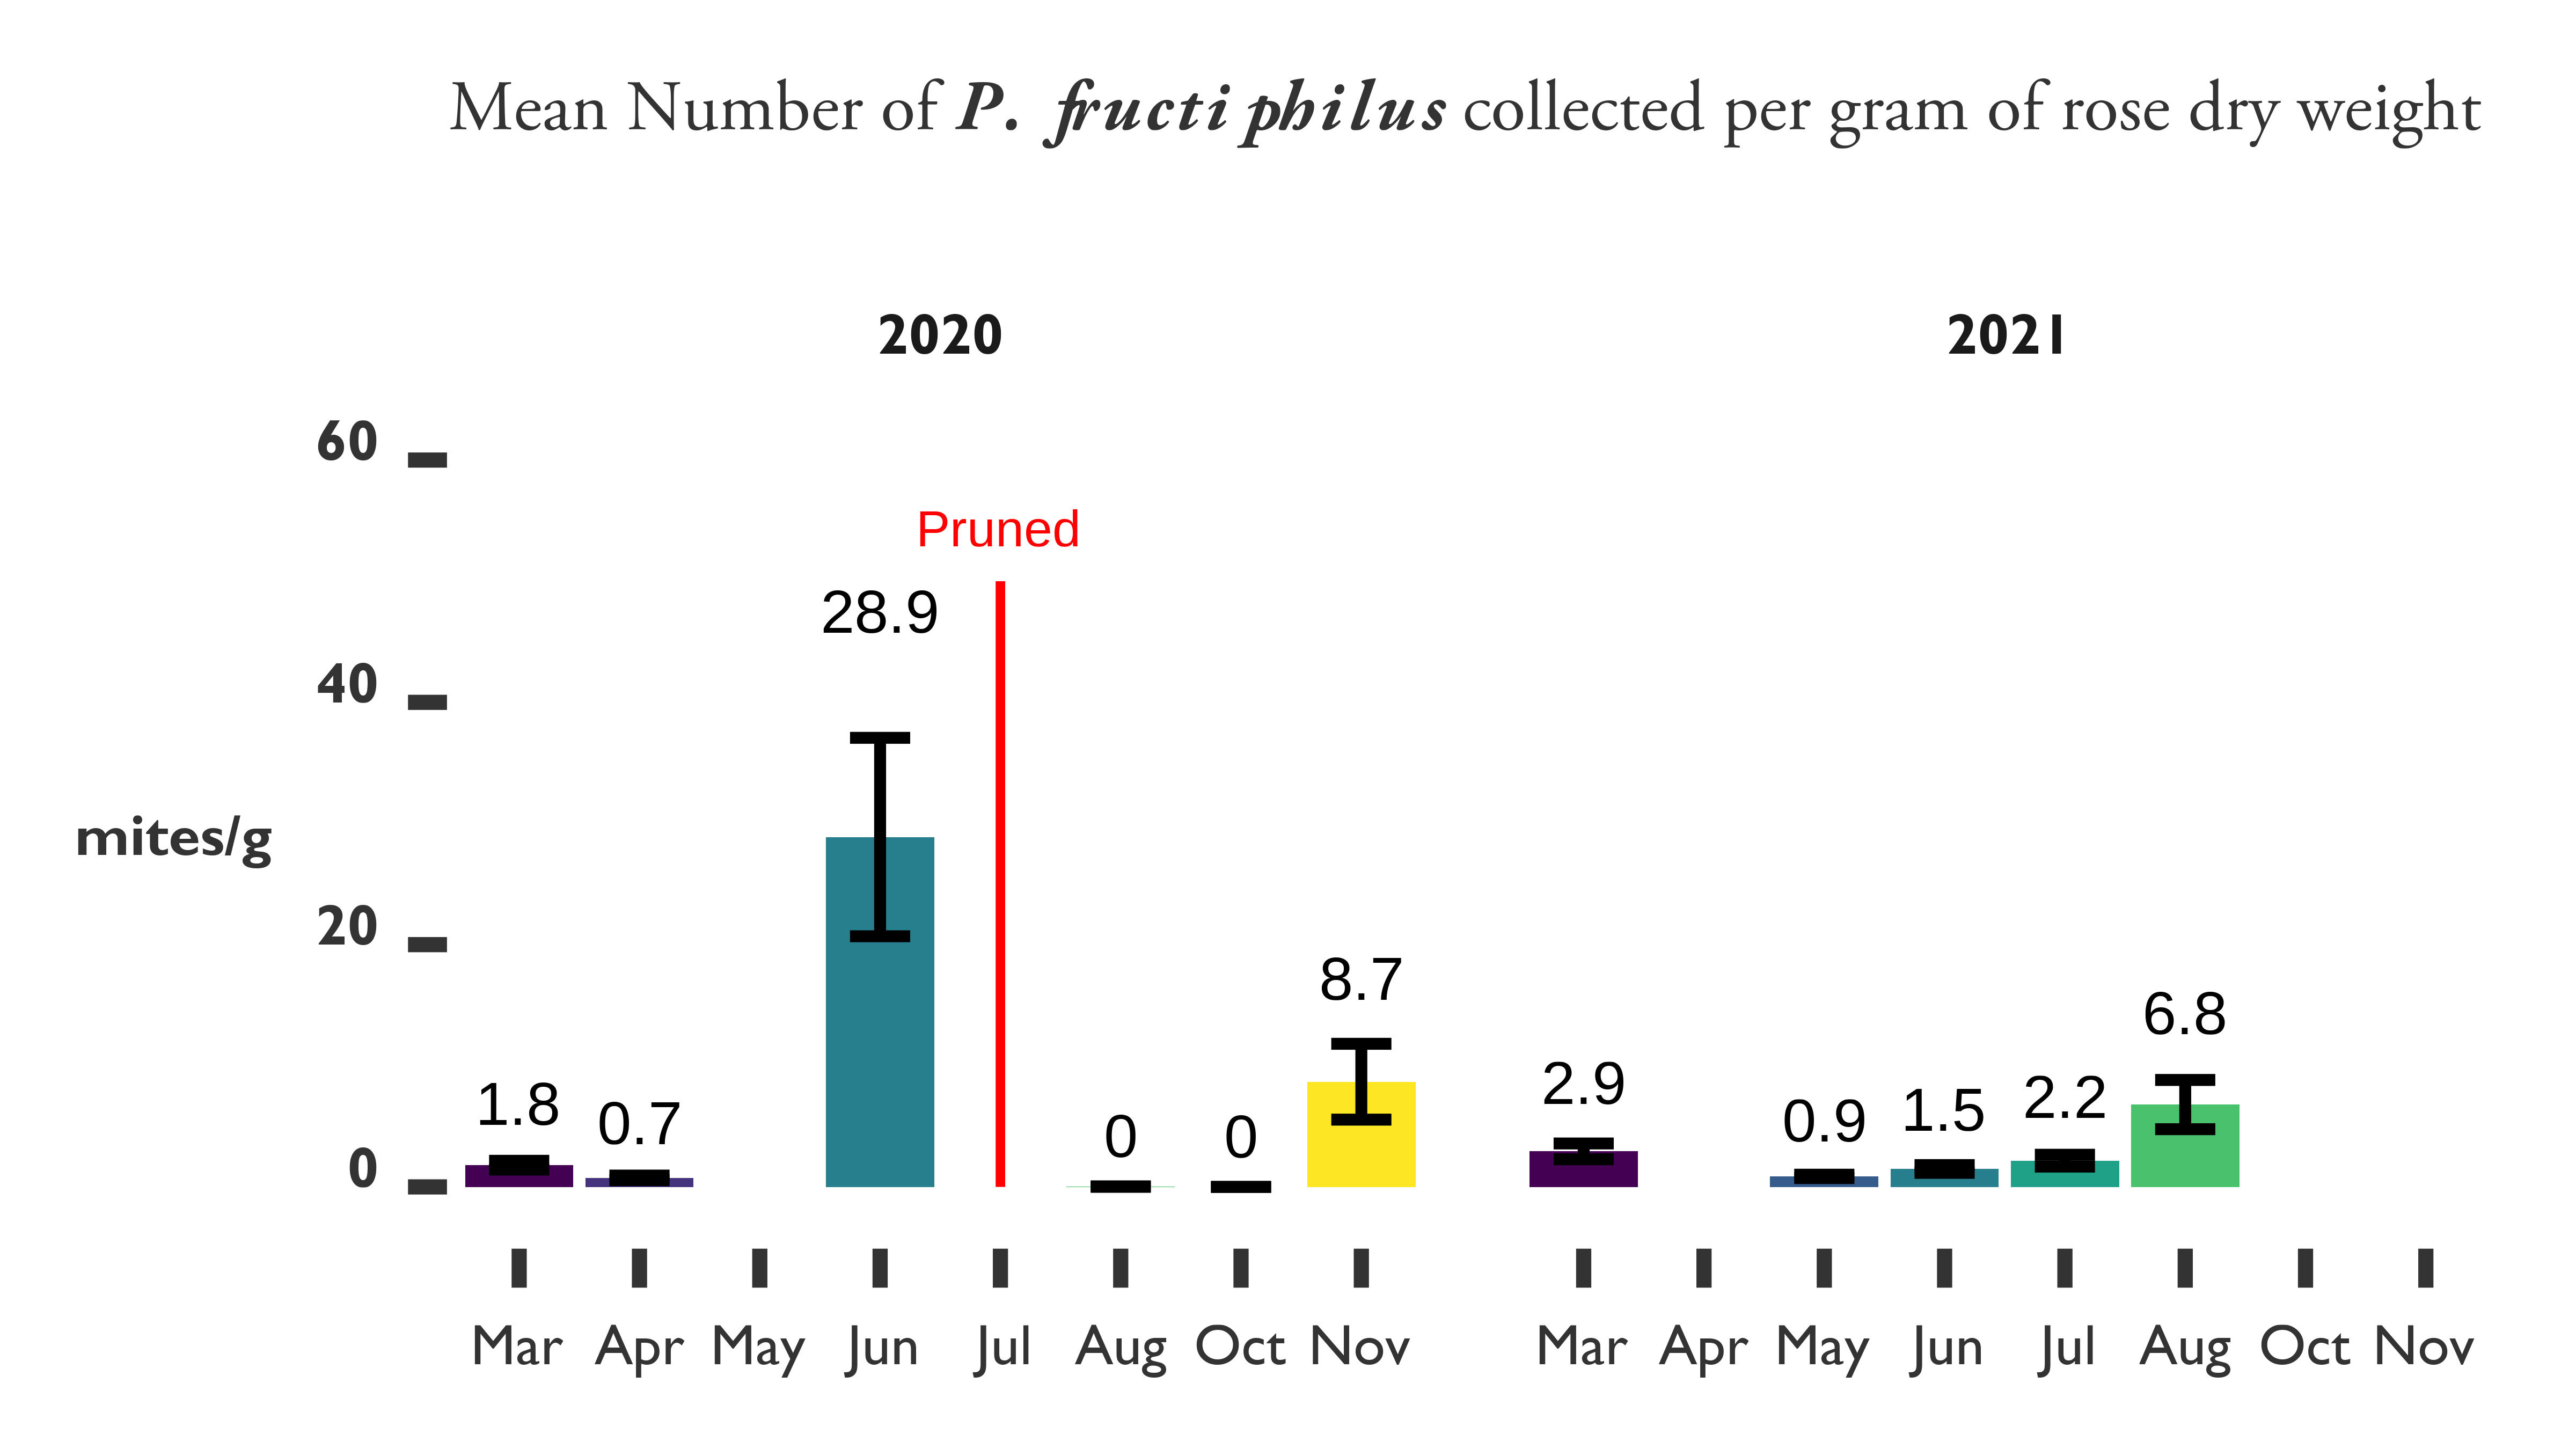 Mean Number of P. fructiphilus collected per gram of rose dry weight
2020 2021
60
Pruned
28.9
40
mites/g
20
8.7
6.8
1.8 0.7 0 0 2.9 0.9 1.5 2.2
0
Mar Apr May Jun Jul Aug Oct Nov Mar Apr May Jun Jul Aug Oct Nov